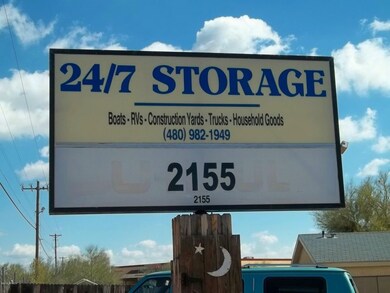 24/7 STORAGE
Boats - RVs - Construction Yards - Trucks - Household Goods
(480) 982-1949
2155
2155